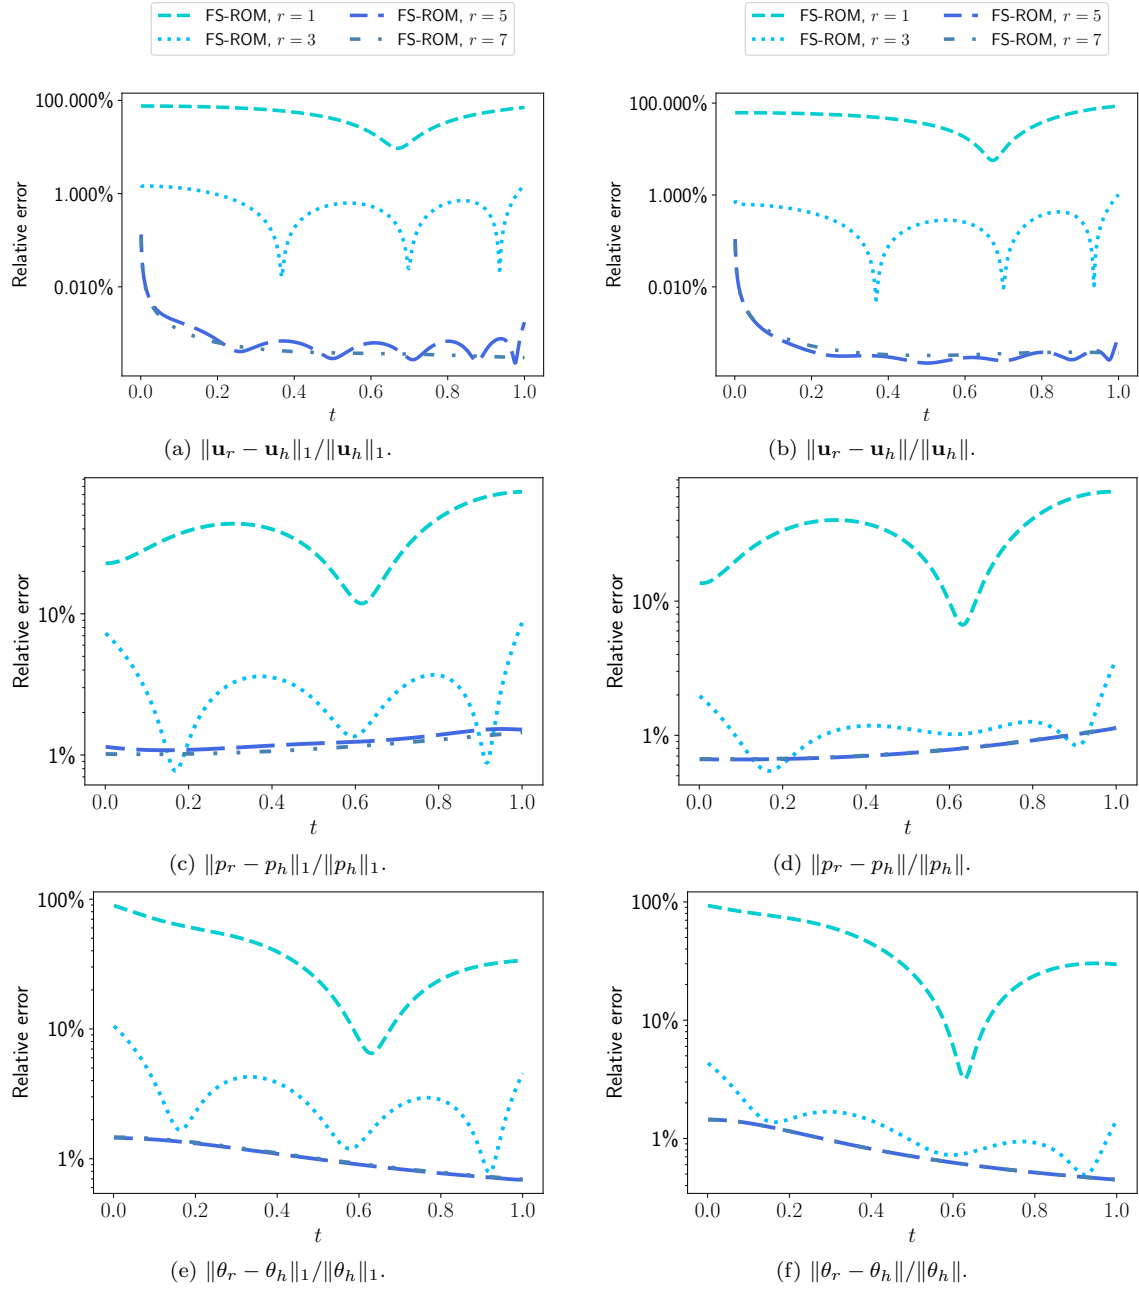 FS-ROM, r = 1
FS-ROM, r = 5
FS-ROM, r = 3
FS-ROM, r = 7
FS-ROM, r = 1
FS-ROM, r = 5
FS-ROM, r = 3
FS-ROM, r = 7
Relative error
100.000%
1.000%
0.010%
0.0 0.2 0.4 0.6 0.8 1.0
t
(a) ‖𝐮_r − 𝐮_h‖_1/‖𝐮_h‖_1.
Relative error
100.000%
1.000%
0.010%
0.0 0.2 0.4 0.6 0.8 1.0
t
(b) ‖𝐮_r − 𝐮_h‖/‖𝐮_h‖.
Relative error
10%
1%
0.0 0.2 0.4 0.6 0.8 1.0
t
(c) ‖p_r − p_h‖_1/‖p_h‖_1.
Relative error
10%
1%
0.0 0.2 0.4 0.6 0.8 1.0
t
(d) ‖p_r − p_h‖/‖p_h‖.
Relative error
100%
10%
1%
0.0 0.2 0.4 0.6 0.8 1.0
t
(e) ‖θ_r − θ_h‖_1/‖θ_h‖_1.
Relative error
100%
10%
1%
0.0 0.2 0.4 0.6 0.8 1.0
t
(f) ‖θ_r − θ_h‖/‖θ_h‖.